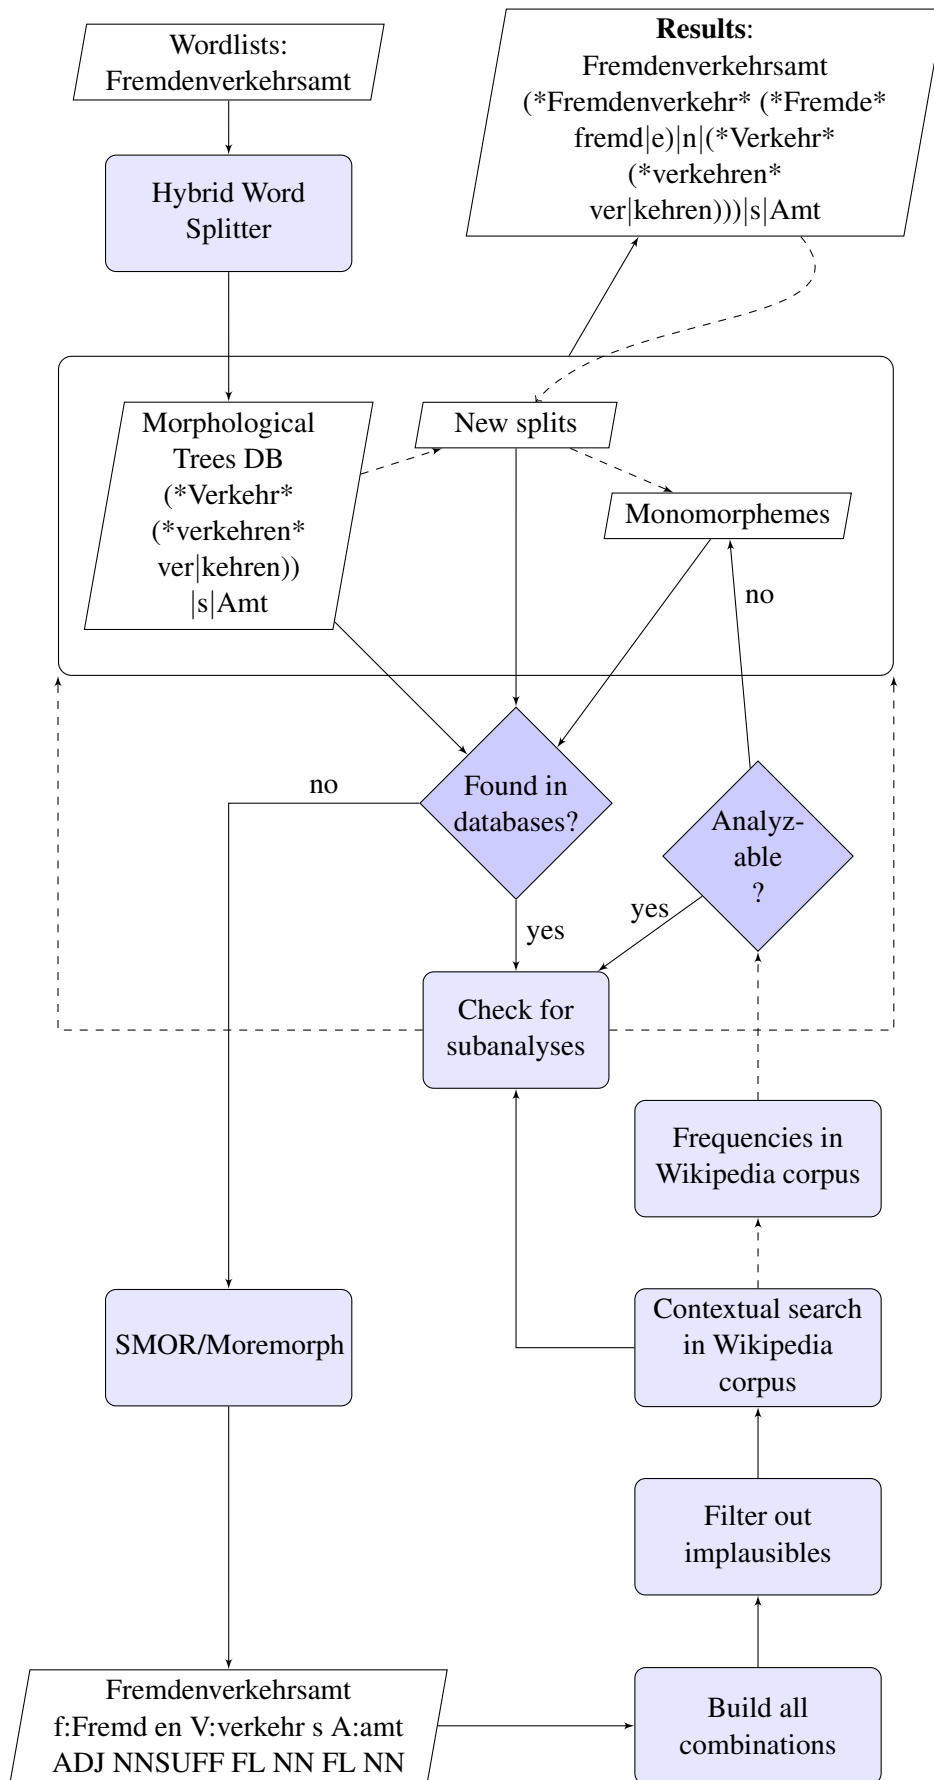 Wordlists:
Fremdenverkehrsamt
Results:
Fremdenverkehrsamt
(*Fremdenverkehr* (*Fremde*
fremd|e)|n|(*Verkehr*
(*verkehren*
ver|kehren)))|s|Amt
Hybrid Word
Splitter
Morphological
Trees DB
(*Verkehr*
(*verkehren*
ver|kehren))
|s|Amt
New splits
Monomorphemes
no
Found in
databases?
no
Analyz-
able
?
yes
yes
Check for
subanalyses
Frequencies in
Wikipedia corpus
SMOR/Moremorph
Contextual search
in Wikipedia
corpus
Filter out
implausibles
Fremdenverkehrsamt
f:Fremd en V:verkehr s A:amt
ADJ NNSUFF FL NN FL NN
Build all
combinations